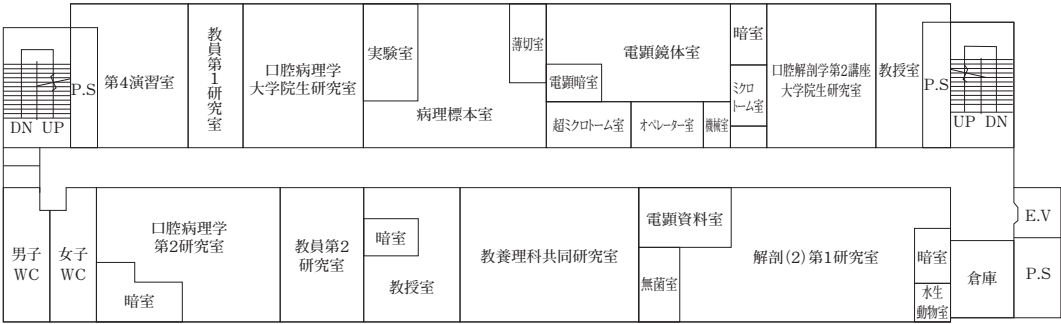 DN UP
P.S
第4演習室
教員第1研究室
口腔病理学
大学院生研究室
実験室
病理標本室
薄切室
電顕鏡体室
電顕暗室
超ミクロトーム室
オペレーター室
機械室
暗室
ミクロ
トーム室
口腔解剖学第2講座
大学院生研究室
教授室
P.S
UP DN
男子
WC
女子
WC
口腔病理学
第2研究室
暗室
教員第2
研究室
暗室
教授室
教養理科共同研究室
電顕資料室
無菌室
解剖(2)第1研究室
暗室
水生
動物室
倉庫
E.V
P.S